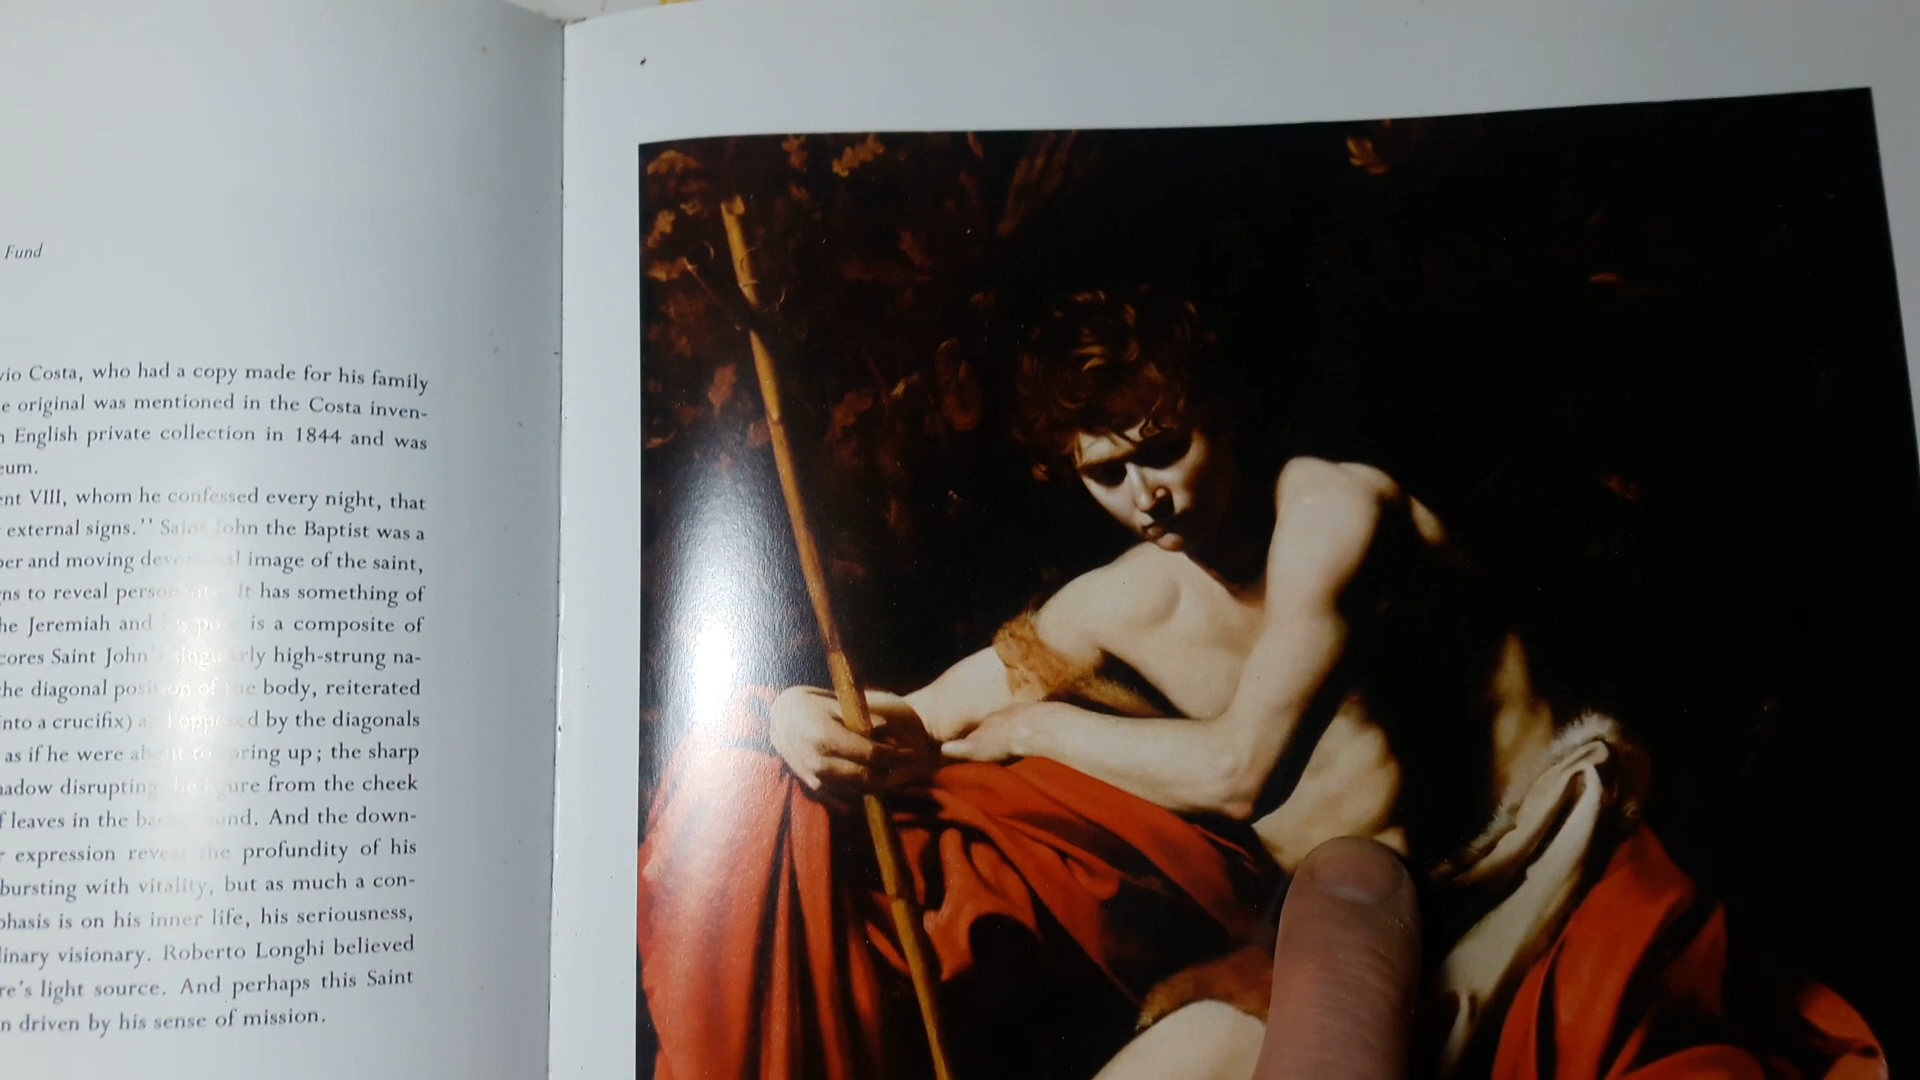 Fund
vio Costa, who had a copy made for his family
e original was mentioned in the Costa inven-
n English private collection in 1844 and was
eum.
ent VIII, whom he confessed every night, that
external signs.'' Saint John the Baptist was a
per and moving devotional image of the saint,
gns to reveal personality. It has something of
he Jeremiah and his pose is a composite of
cores Saint John's singularly high-strung na-
the diagonal position of the body, reiterated
into a crucifix) and opposed by the diagonals
as if he were about to spring up; the sharp
hadow disrupting the figure from the cheek
f leaves in the background. And the down-
r expression reveal the profundity of his
bursting with vitality, but as much a con-
phasis is on his inner life, his seriousness,
dinary visionary. Roberto Longhi believed
re's light source. And perhaps this Saint
n driven by his sense of mission.